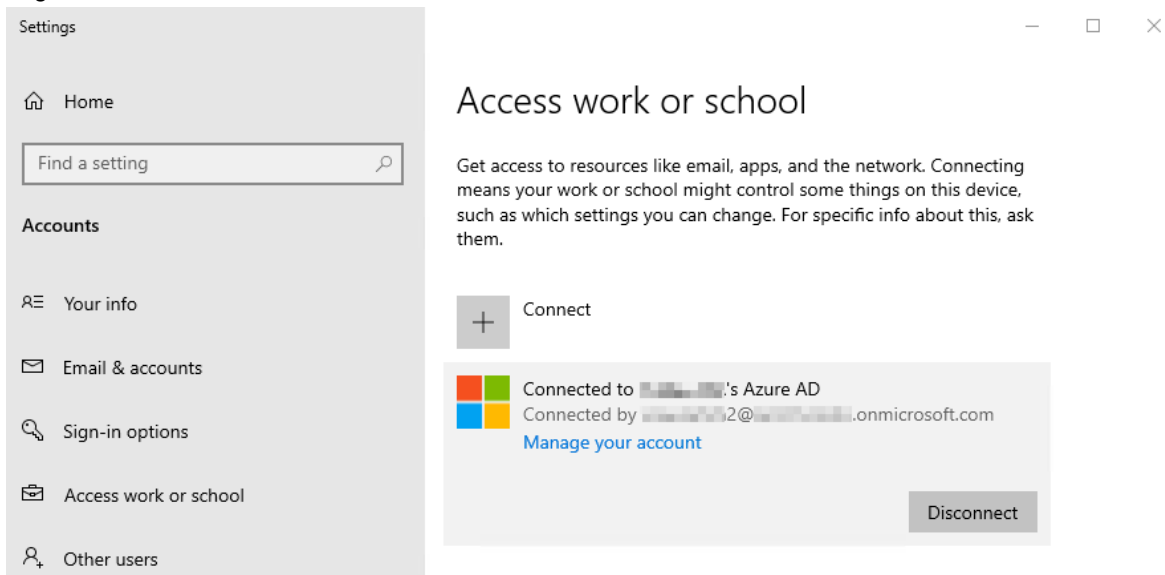 Settings
Home
Find a setting
Accounts
Your info
Email & accounts
Sign-in options
Access work or school
Other users
Access work or school
Get access to resources like email, apps, and the network. Connecting
means your work or school might control some things on this device,
such as which settings you can change. For specific info about this, ask
them.
Connect
Connected to 's Azure AD
Connected by 2@ .onmicrosoft.com
Manage your account
Disconnect